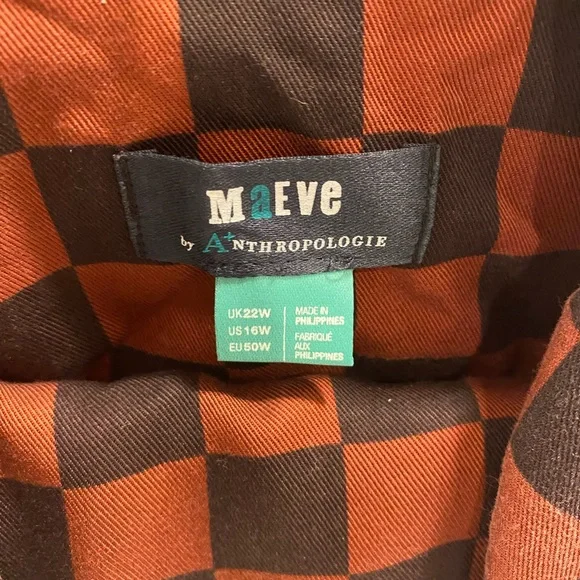 MaEVe
by A+NTHROPOLOGIE
UK22W
US16W
EU50W
MADE IN
PHILIPPINES
FABRIQUÉ
AUX
PHILIPPINES